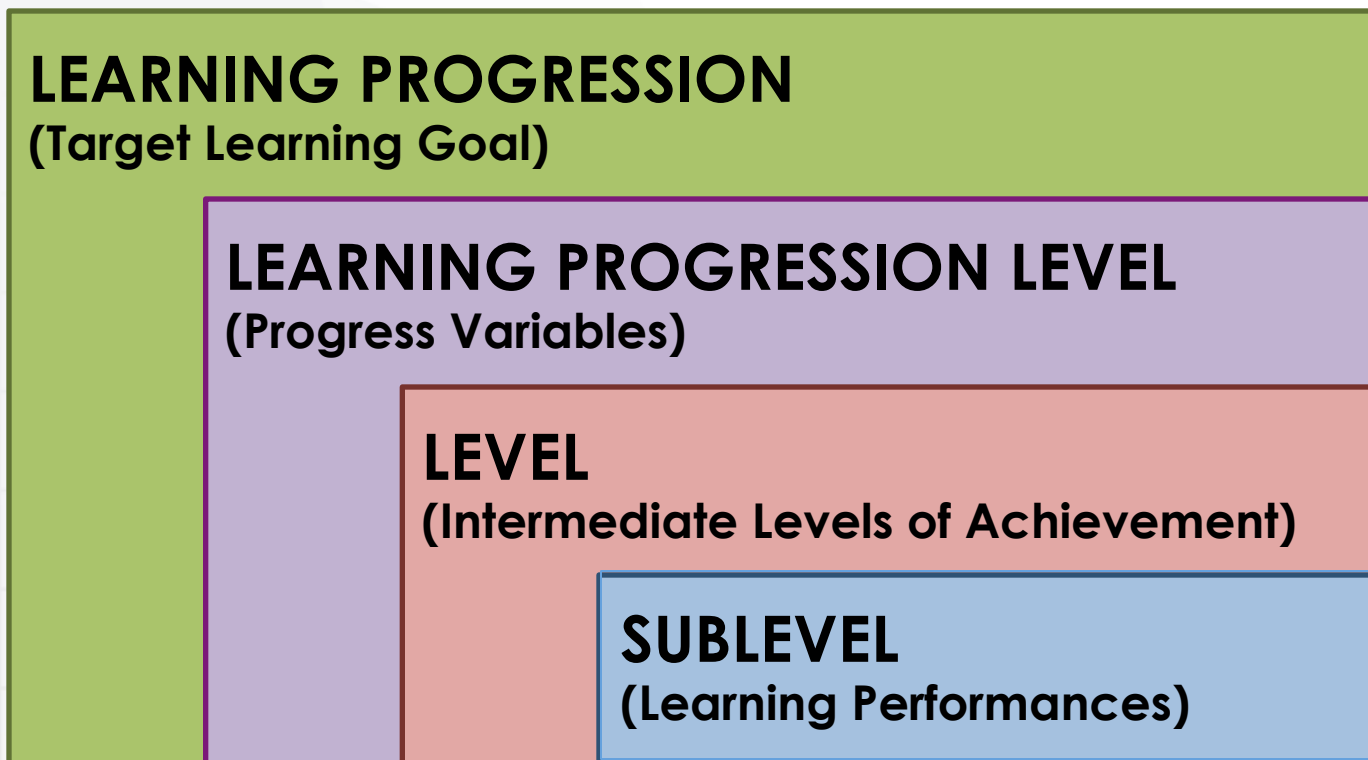 LEARNING PROGRESSION
(Target Learning Goal)
LEARNING PROGRESSION LEVEL
(Progress Variables)
LEVEL
(Intermediate Levels of Achievement)
SUBLEVEL
(Learning Performances)